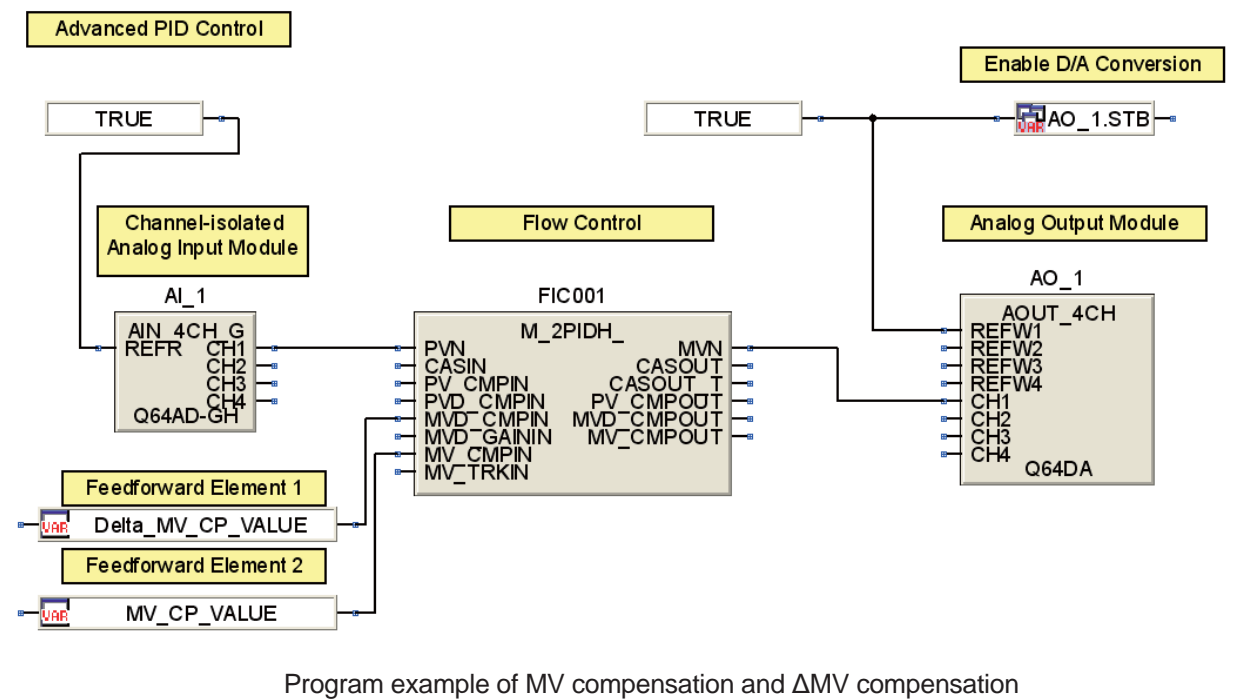 Advanced PID Control
Enable D/A Conversion
TRUE
TRUE
VAR AO_1.STB
Channel-isolated
Analog Input Module
Flow Control
Analog Output Module
AI_1
FIC001
AO_1
AIN_4CH_G
REFR CH1
CH2
CH3
CH4
Q64AD-GH
M_2PIDH_
PVN MVN
CASIN CASOUT
PV_CMPIN CASOUT_T
PVD_CMPIN PV_CMPOUT
MVD_CMPIN MVD_CMPOUT
MVD_GAININ MV_CMPOUT
MV_CMPIN
MV_TRKIN
AOUT_4CH
REFW1
REFW2
REFW3
REFW4
CH1
CH2
CH3
CH4
Q64DA
Feedforward Element 1
VAR Delta_MV_CP_VALUE
Feedforward Element 2
VAR MV_CP_VALUE
Program example of MV compensation and ΔMV compensation